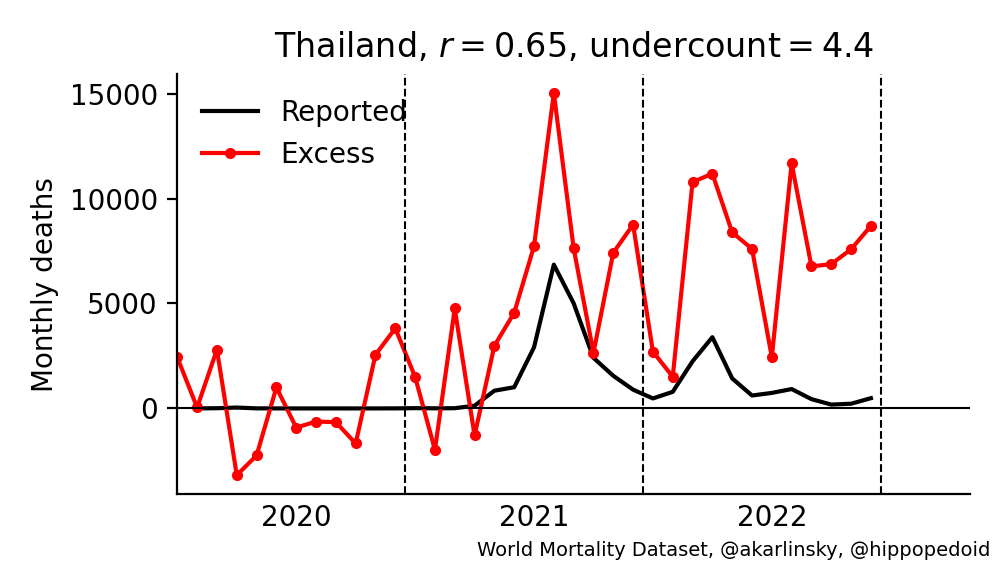 Thailand, r = 0.65, undercount = 4.4
15000
10000
5000
0
Monthly deaths
Reported
Excess
2020 2021 2022
World Mortality Dataset, @akarlinsky, @hippopedoid